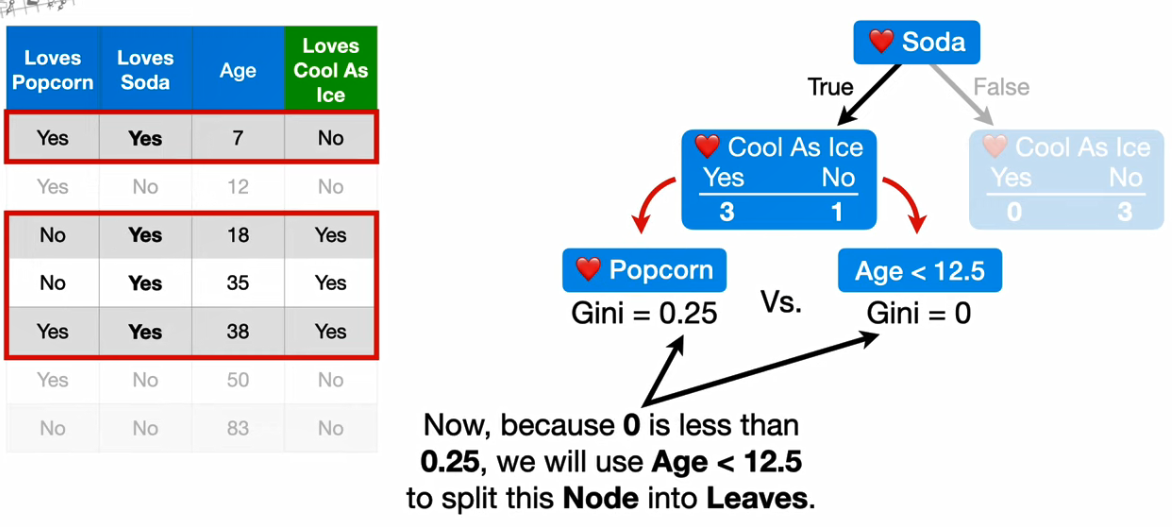 Loves Popcorn Loves Soda Age Loves Cool As Ice
Yes Yes 7 No
Yes No 12 No
No Yes 18 Yes
No Yes 35 Yes
Yes Yes 38 Yes
Yes No 50 No
No No 83 No
❤️ Soda
True False
❤️ Cool As Ice
Yes No
3 1
❤️ Cool As Ice
Yes No
0 3
❤️ Popcorn
Gini = 0.25
Vs.
Age < 12.5
Gini = 0
Now, because 0 is less than
0.25, we will use Age < 12.5
to split this Node into Leaves.